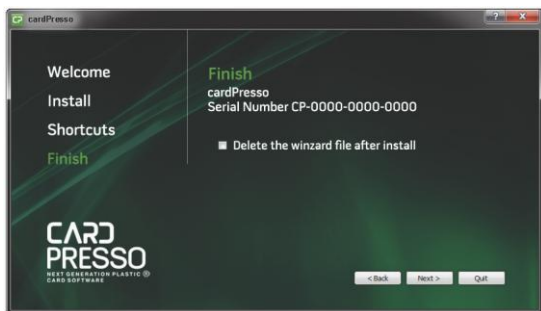 cardPresso
Welcome
Install
Shortcuts
Finish
Finish
cardPresso
Serial Number CP-0000-0000-0000
Delete the winzard file after install
CARD
PRESSO
NEXT GENERATION PLASTIC ®
CARD SOFTWARE
< Back
Next >
Quit